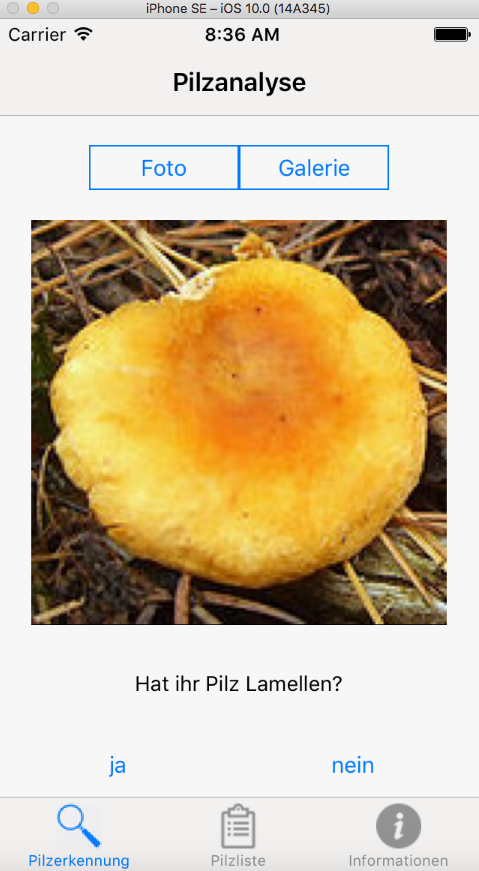 iPhone SE – iOS 10.0 (14A345)
Carrier 8:36 AM
Pilzanalyse
Foto Galerie
Hat ihr Pilz Lamellen?
ja nein
Pilzerkennung Pilzliste Informationen